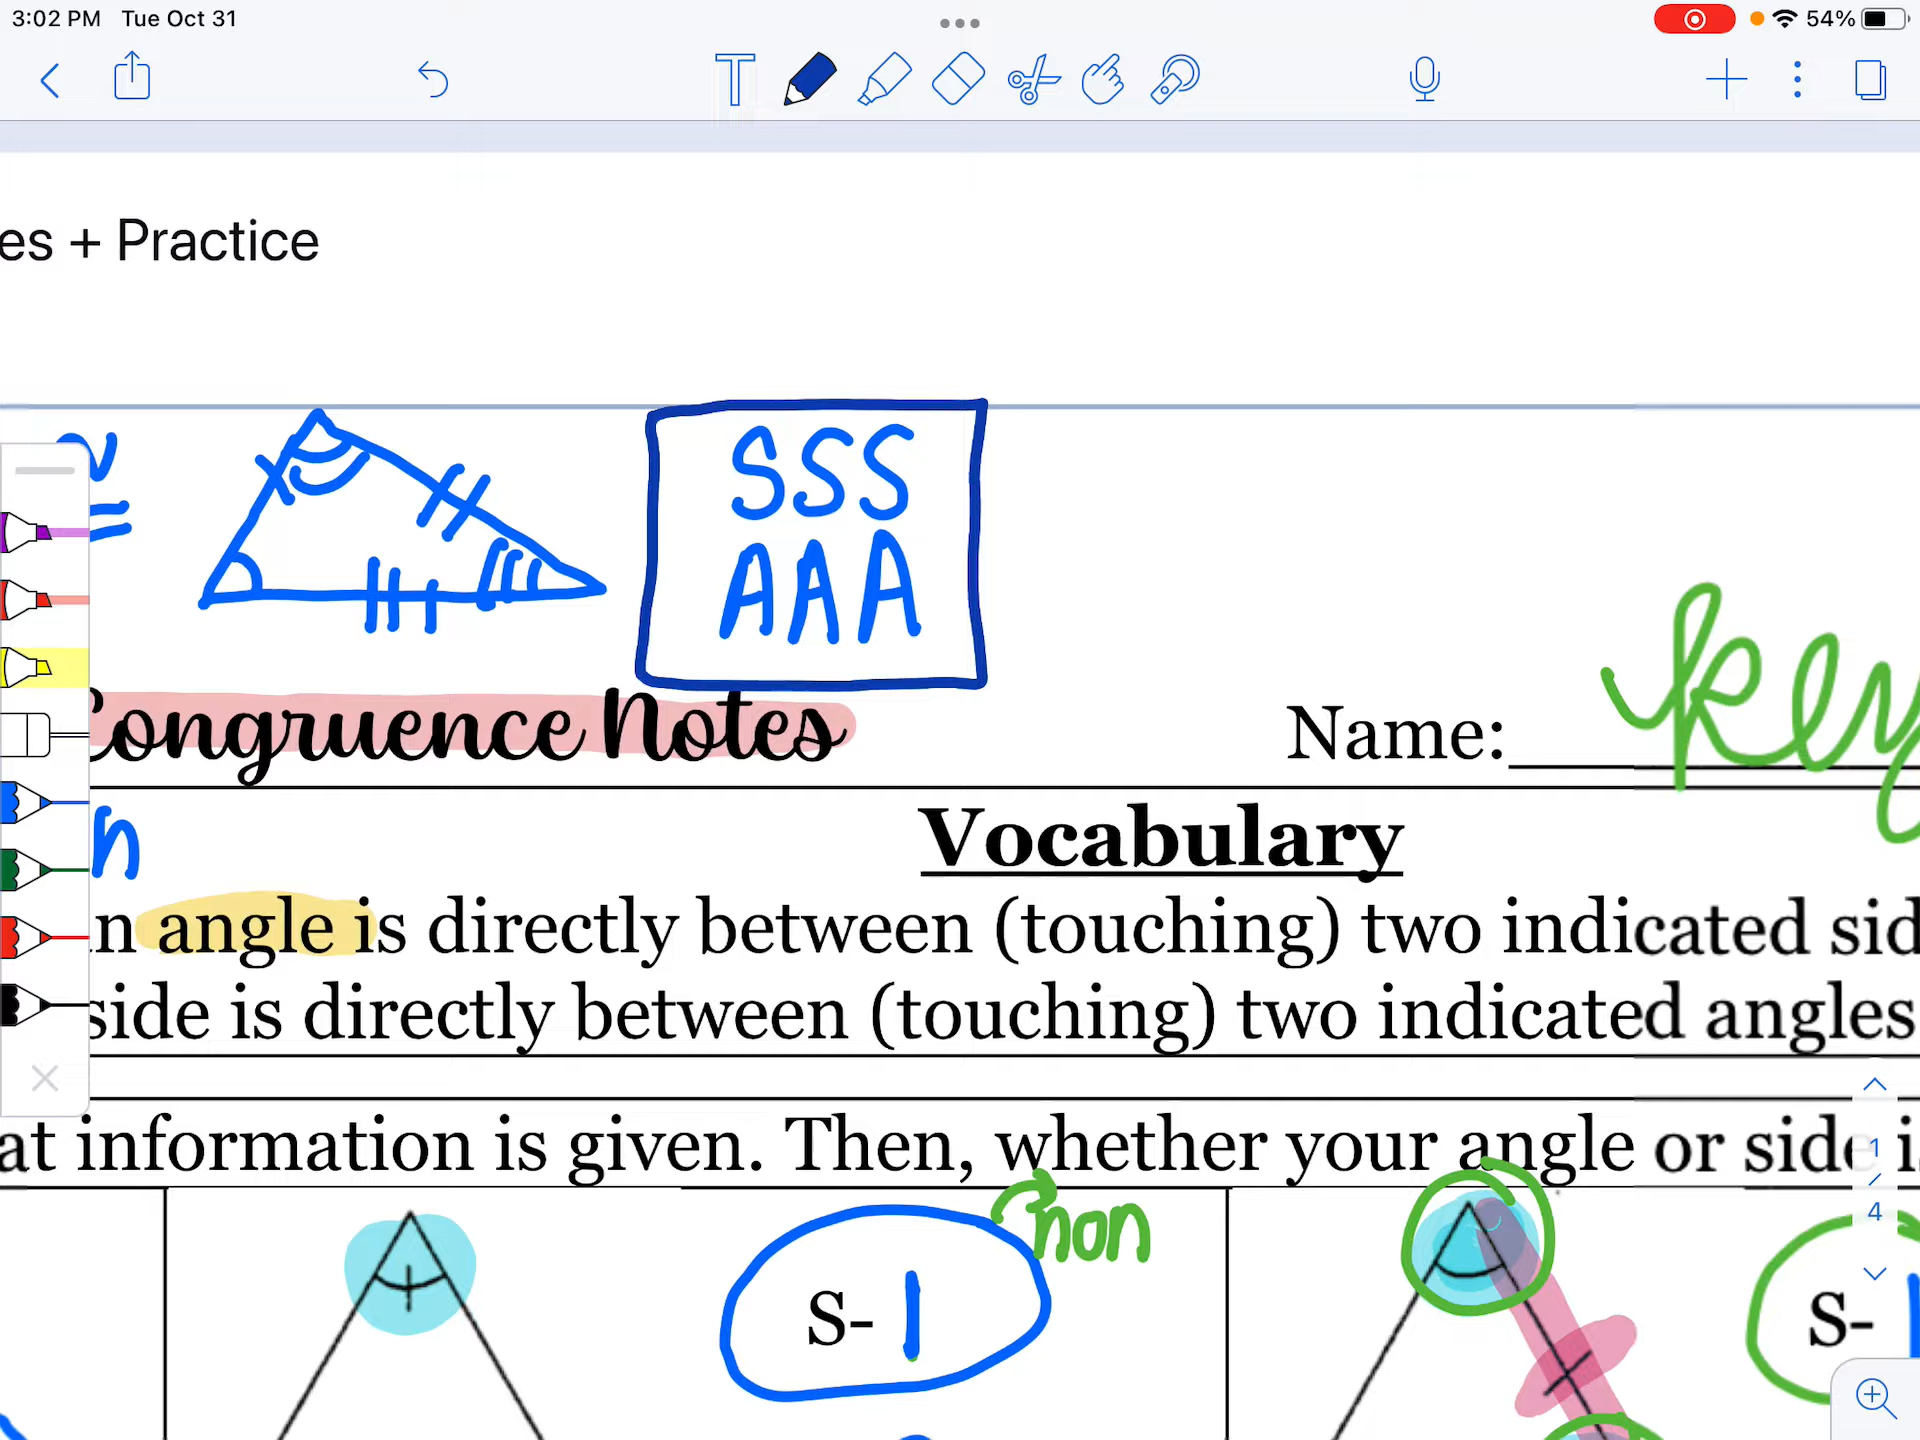 3:02 PM Tue Oct 31
54%
es + Practice
SSS
AAA
Congruence Notes
Name: key
Vocabulary
n angle is directly between (touching) two indicated sid
side is directly between (touching) two indicated angles
at information is given. Then, whether your angle or side i
non
S- 1
S- 1
1
/
4